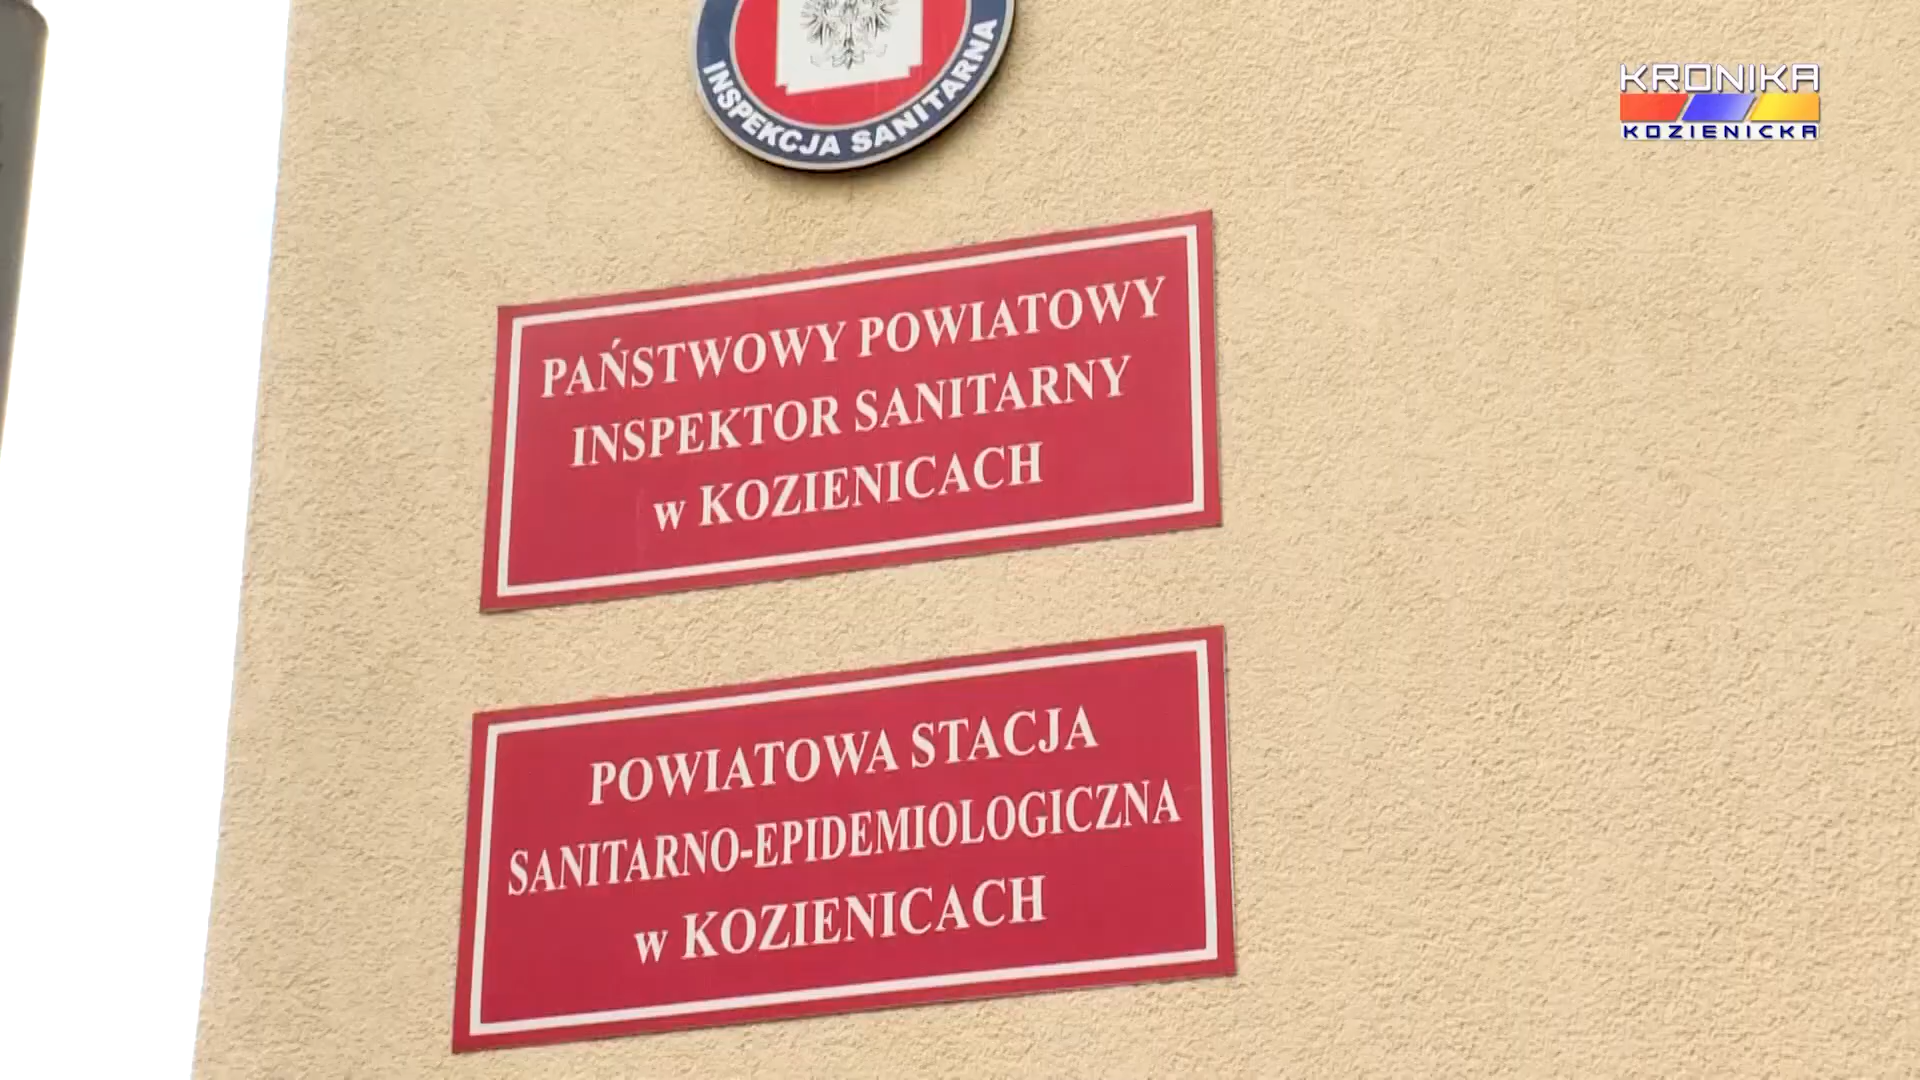 INSPEKCJA SANITARNA
KRONIKA
KOZIENICKA
PAŃSTWOWY POWIATOWY
INSPEKTOR SANITARNY
w KOZIENICACH
POWIATOWA STACJA
SANITARNO-EPIDEMIOLOGICZNA
w KOZIENICACH